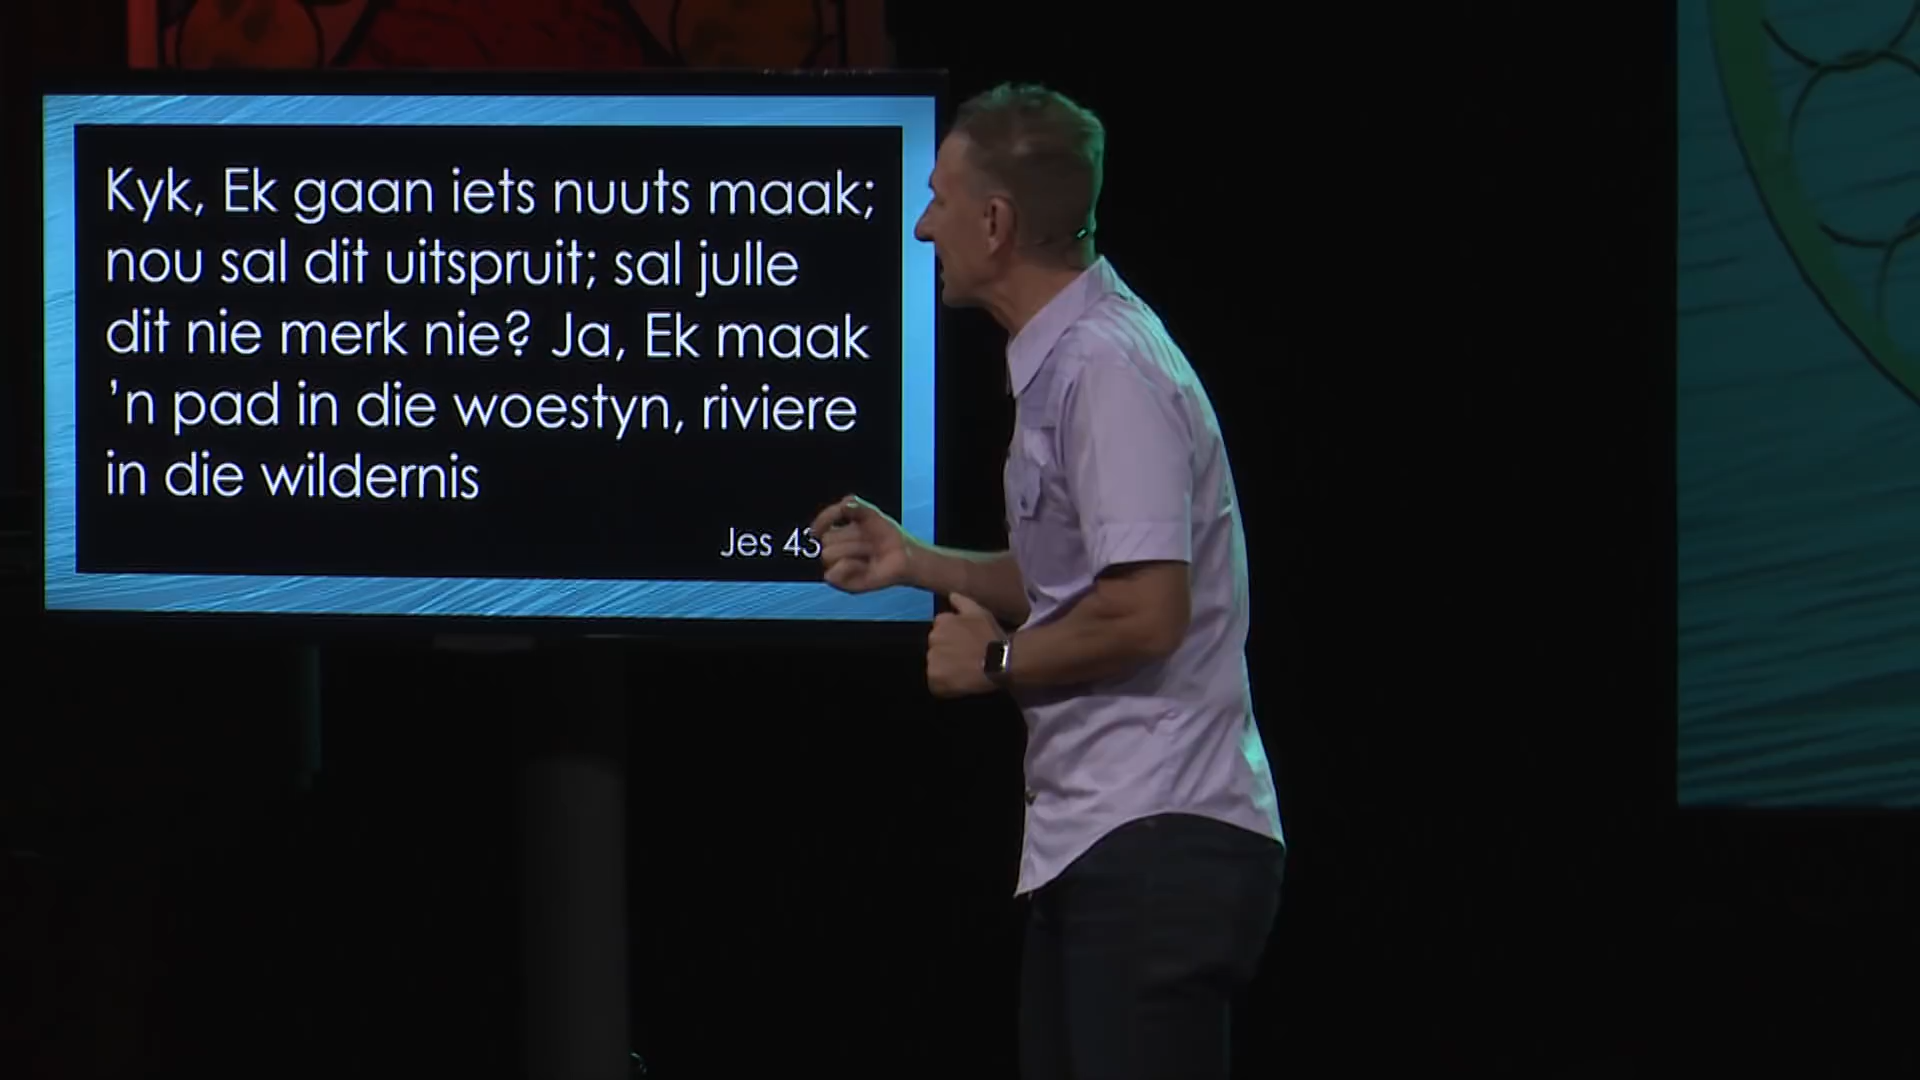 Kyk, Ek gaan iets nuuts maak;
nou sal dit uitspruit; sal julle
dit nie merk nie? Ja, Ek maak
’n pad in die woestyn, riviere
in die wildernis
Jes 43